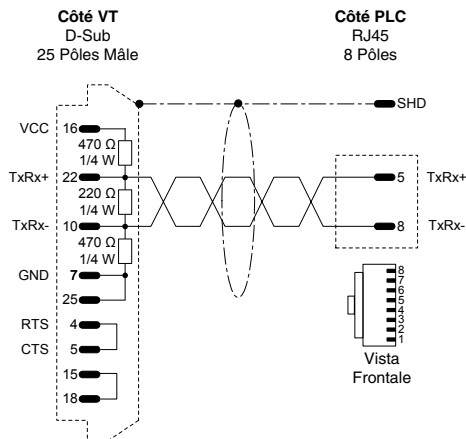 Côté VT
D-Sub
25 Pôles Mâle
Côté PLC
RJ45
8 Pôles
SHD
VCC 16
470 Ω
1/4 W
TxRx+ 22
220 Ω
1/4 W
TxRx- 10
470 Ω
1/4 W
GND 7
25
RTS 4
CTS 5
15
18
5 TxRx+
8 TxRx-
8
7
6
5
4
3
2
1
Vista
Frontale